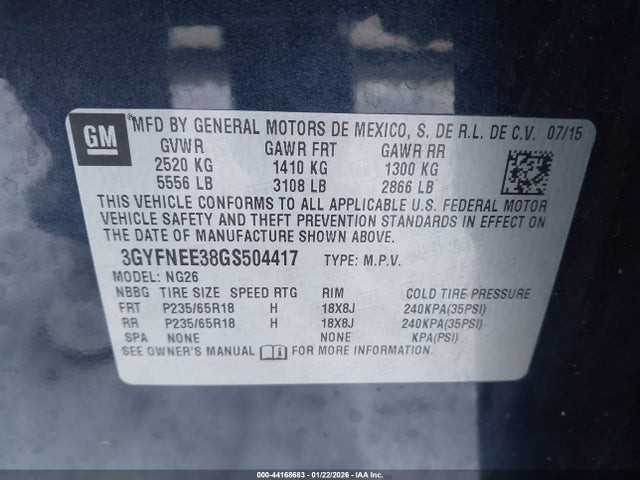 GM
MFD BY GENERAL MOTORS DE MEXICO, S. DE R.L. DE C.V. 07/15
GVWR GAWR FRT GAWR RR
2520 KG 1410 KG 1300 KG
5556 LB 3108 LB 2866 LB
THIS VEHICLE CONFORMS TO ALL APPLICABLE U.S. FEDERAL MOTOR
VEHICLE SAFETY AND THEFT PREVENTION STANDARDS IN EFFECT ON
THE DATE OF MANUFACTURE SHOWN ABOVE.
3GYFNEE38GS504417 TYPE: M.P.V.
MODEL: NG26
NBBG TIRE SIZE SPEED RTG RIM COLD TIRE PRESSURE
FRT P235/65R18 H 18X8J 240KPA(35PSI)
RR P235/65R18 H 18X8J 240KPA(35PSI)
SPA NONE NONE KPA(PSI)
SEE OWNER'S MANUAL FOR MORE INFORMATION.
000-44168683 - 01/22/2026 - IAA Inc.